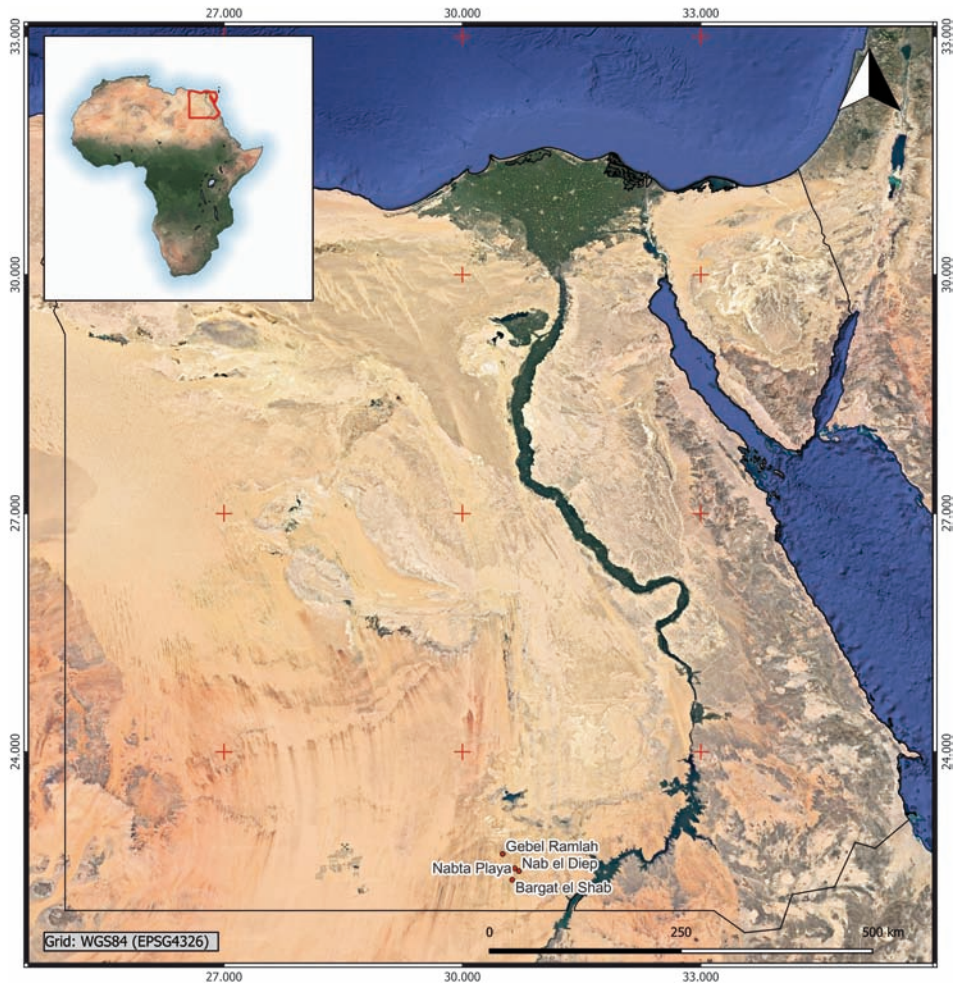 27.000 30.000 33.000
33.000 33.000
30.000 30.000
27.000 27.000
24.000 24.000
Gebel Ramlah
Nabta Playa Nab el Diep
Bargat el Shab
Grid: WGS84 (EPSG4326)
0 250 500 km
27.000 30.000 33.000